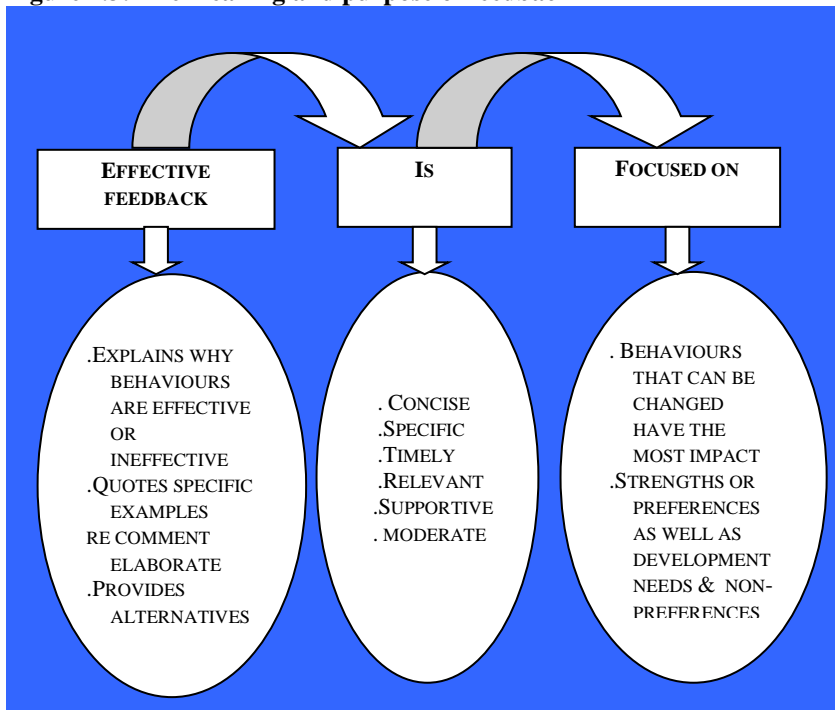 EFFECTIVE
FEEDBACK
IS
FOCUSED ON
.EXPLAINS WHY
BEHAVIOURS
ARE EFFECTIVE
OR
INEFFECTIVE
.QUOTES SPECIFIC
EXAMPLES
RE COMMENT
ELABORATE
.PROVIDES
ALTERNATIVES
. CONCISE
.SPECIFIC
.TIMELY
.RELEVANT
.SUPPORTIVE
. MODERATE
. BEHAVIOURS
THAT CAN BE
CHANGED
HAVE THE
MOST IMPACT
.STRENGTHS OR
PREFERENCES
AS WELL AS
DEVELOPMENT
NEEDS & NON-
PREFERENCES